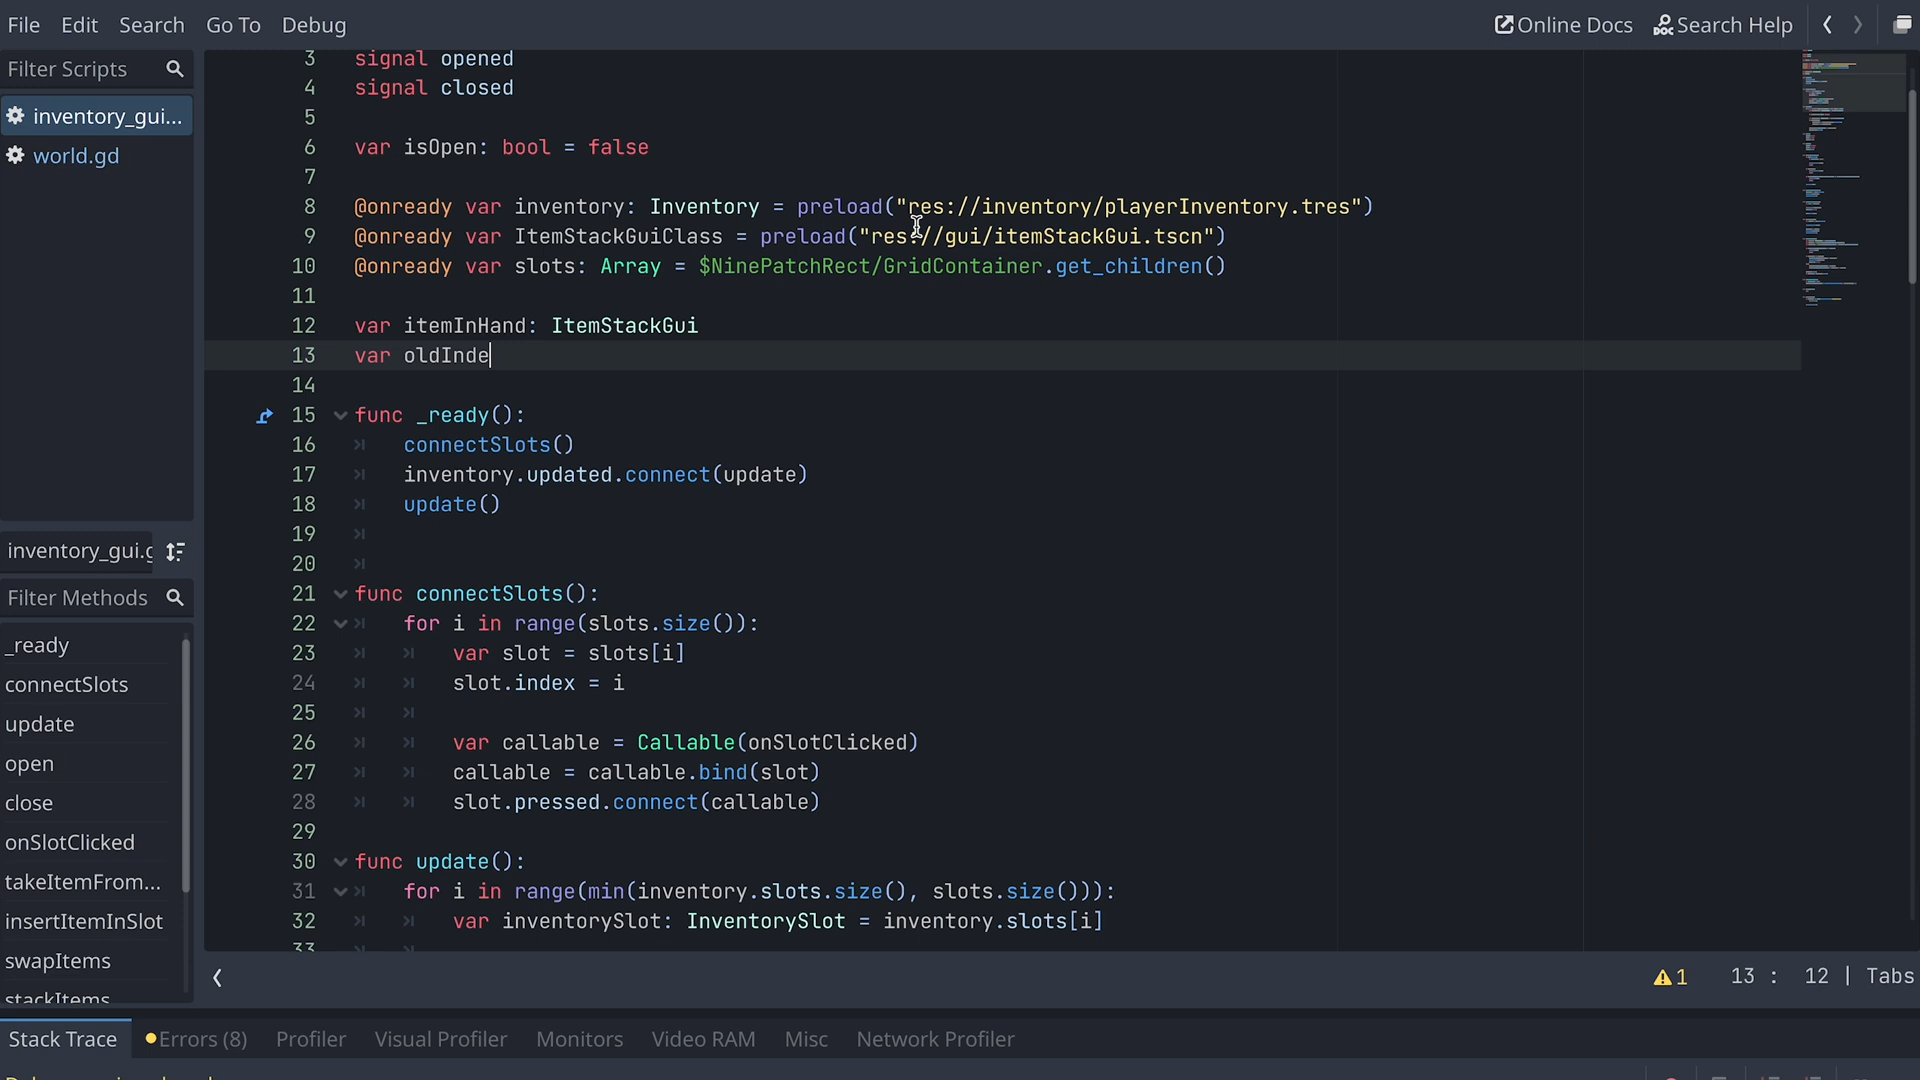 File Edit Search Go To Debug Online Docs Search Help
Filter Scripts
inventory_gui...
world.gd
inventory_gui.g
Filter Methods
_ready
connectSlots
update
open
close
onSlotClicked
takeItemFrom...
insertItemInSlot
swapItems
stackItems
3 signal opened
4 signal closed
5
6 var isOpen: bool = false
7
8 @onready var inventory: Inventory = preload("res://inventory/playerInventory.tres")
9 @onready var ItemStackGuiClass = preload("res://gui/itemStackGui.tscn")
10 @onready var slots: Array = $NinePatchRect/GridContainer.get_children()
11
12 var itemInHand: ItemStackGui
13 var oldInde
14
15 func _ready():
16 connectSlots()
17 inventory.updated.connect(update)
18 update()
19
20
21 func connectSlots():
22 for i in range(slots.size()):
23 var slot = slots[i]
24 slot.index = i
25
26 var callable = Callable(onSlotClicked)
27 callable = callable.bind(slot)
28 slot.pressed.connect(callable)
29
30 func update():
31 for i in range(min(inventory.slots.size(), slots.size())):
32 var inventorySlot: InventorySlot = inventory.slots[i]
33
1 13 : 12 | Tabs
Stack Trace Errors (8) Profiler Visual Profiler Monitors Video RAM Misc Network Profiler